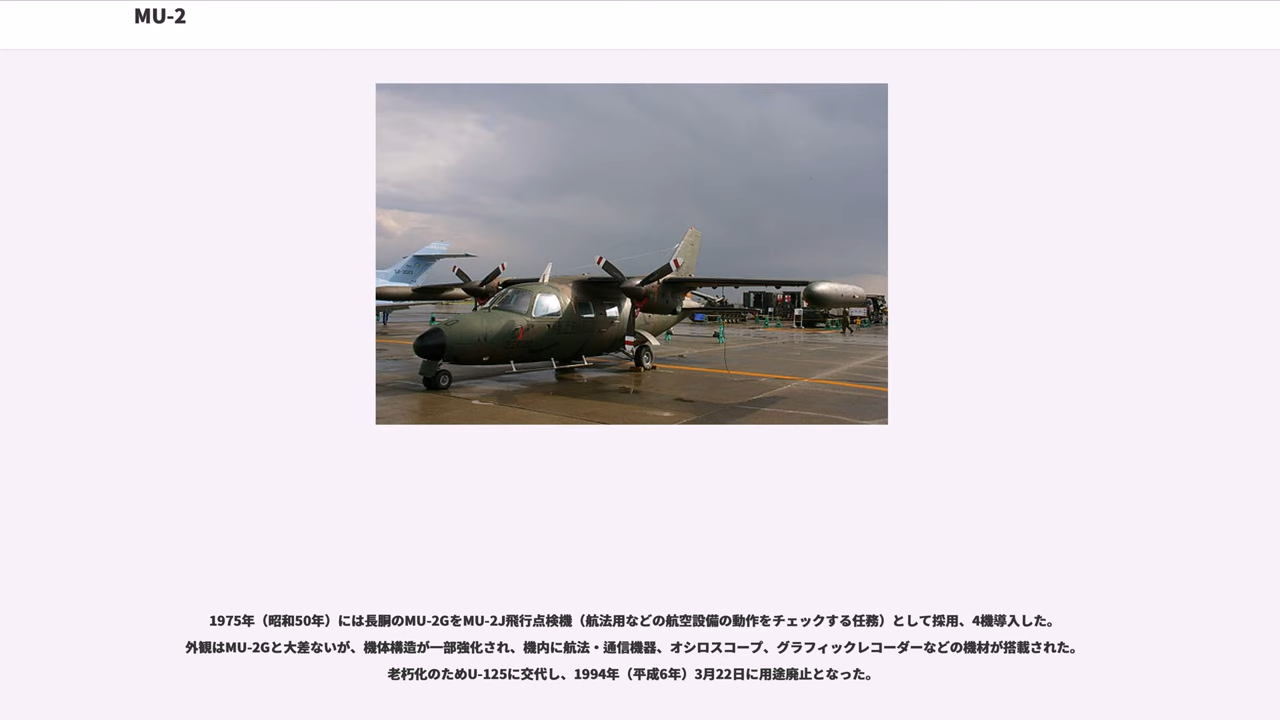 MU-2
1975年（昭和50年）には長胴のMU-2GをMU-2J飛行点検機（航法用などの航空設備の動作をチェックする任務）として採用、4機導入した。
外観はMU-2Gと大差ないが、機体構造が一部強化され、機内に航法・通信機器、オシロスコープ、グラフィックレコーダーなどの機材が搭載された。
老朽化のためU-125に交代し、1994年（平成6年）3月22日に用途廃止となった。